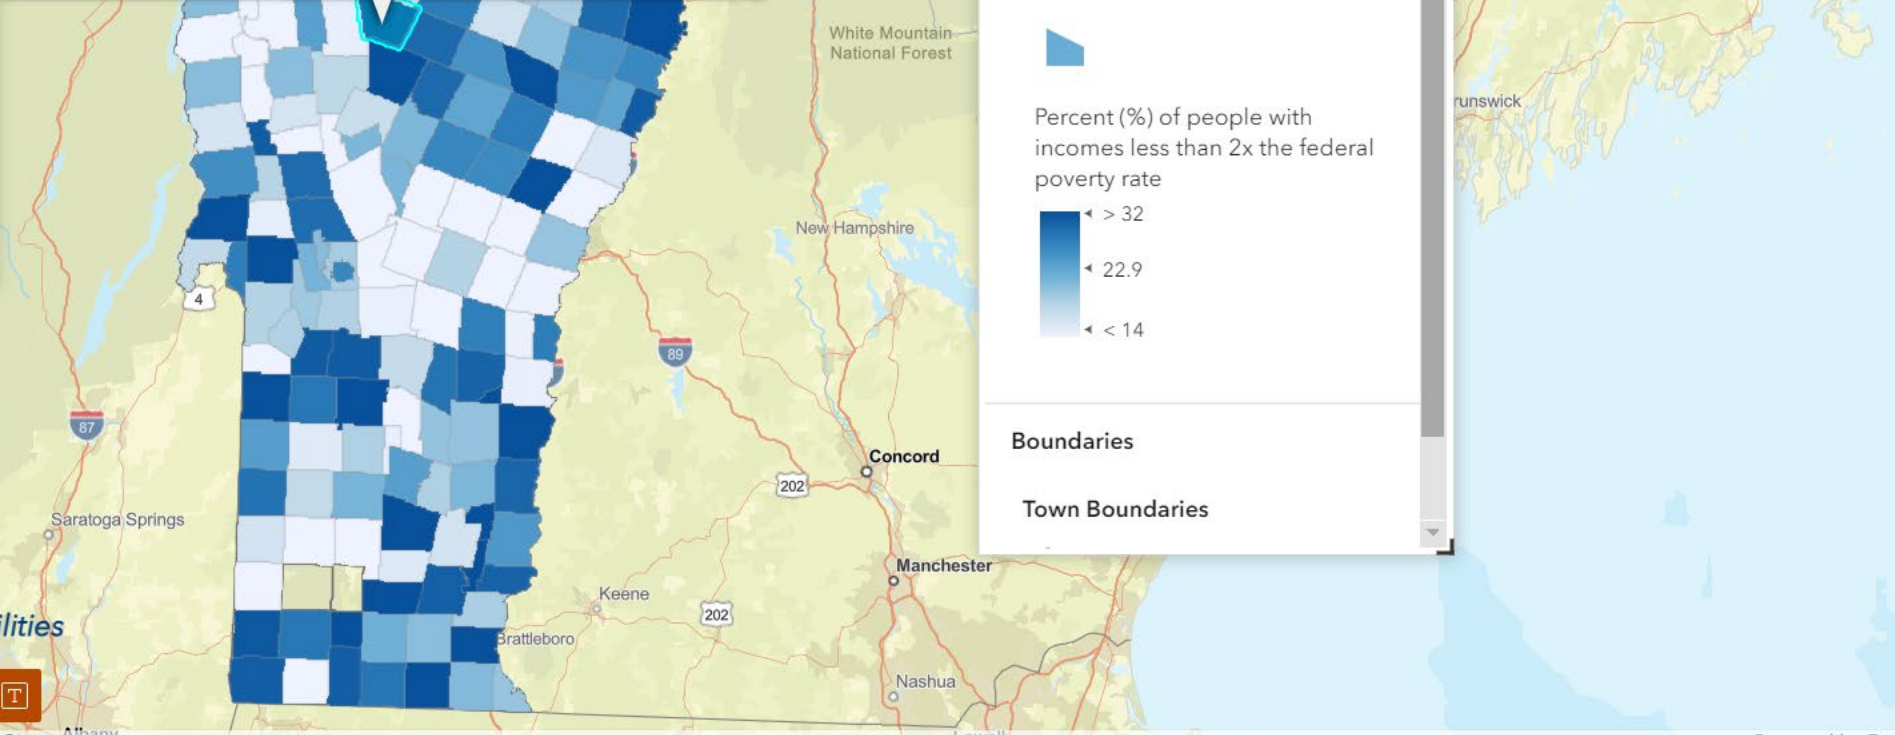 White Mountain
National Forest
Percent (%) of people with
incomes less than 2x the federal
poverty rate
> 32
22.9
< 14
runswick
New Hampshire
4
89
87
Boundaries
Concord
202
Town Boundaries
Saratoga Springs
Manchester
Keene
202
ilities
Brattleboro
T
Nashua
Albany